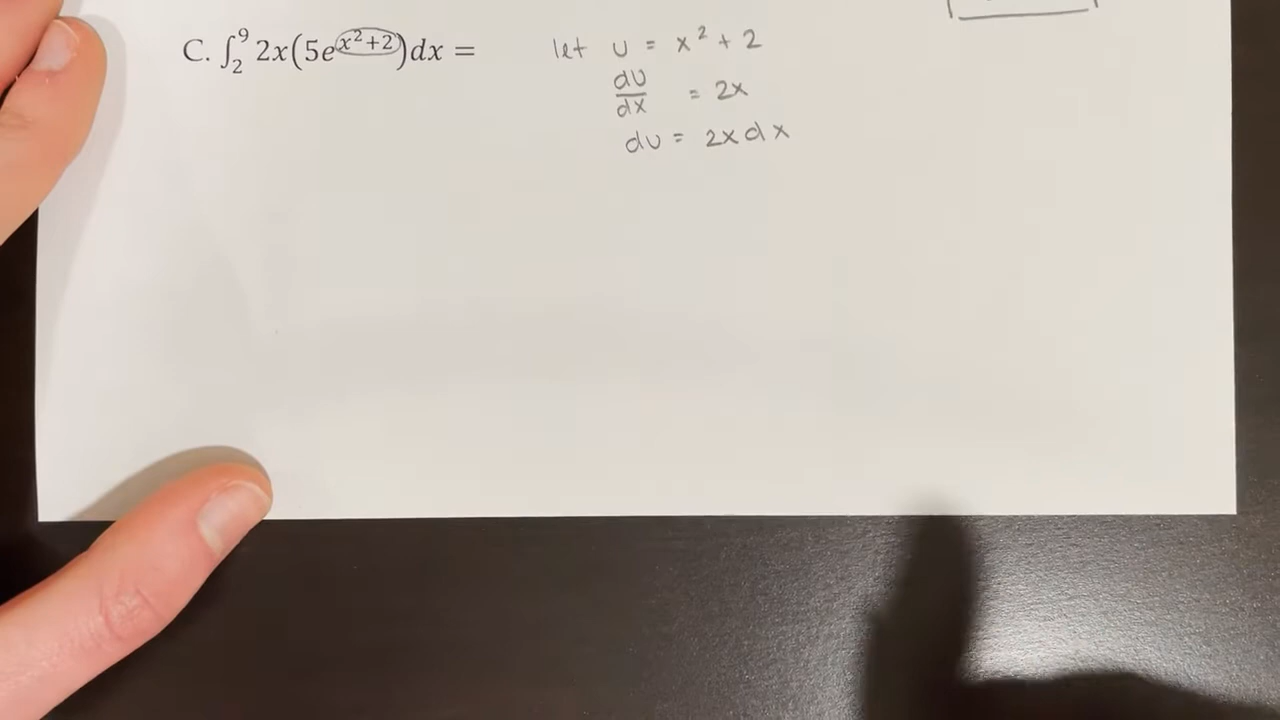 C. ∫₂⁹ 2x(5e^(x²+2))dx =
let u = x² + 2
du/dx = 2x
du = 2x dx